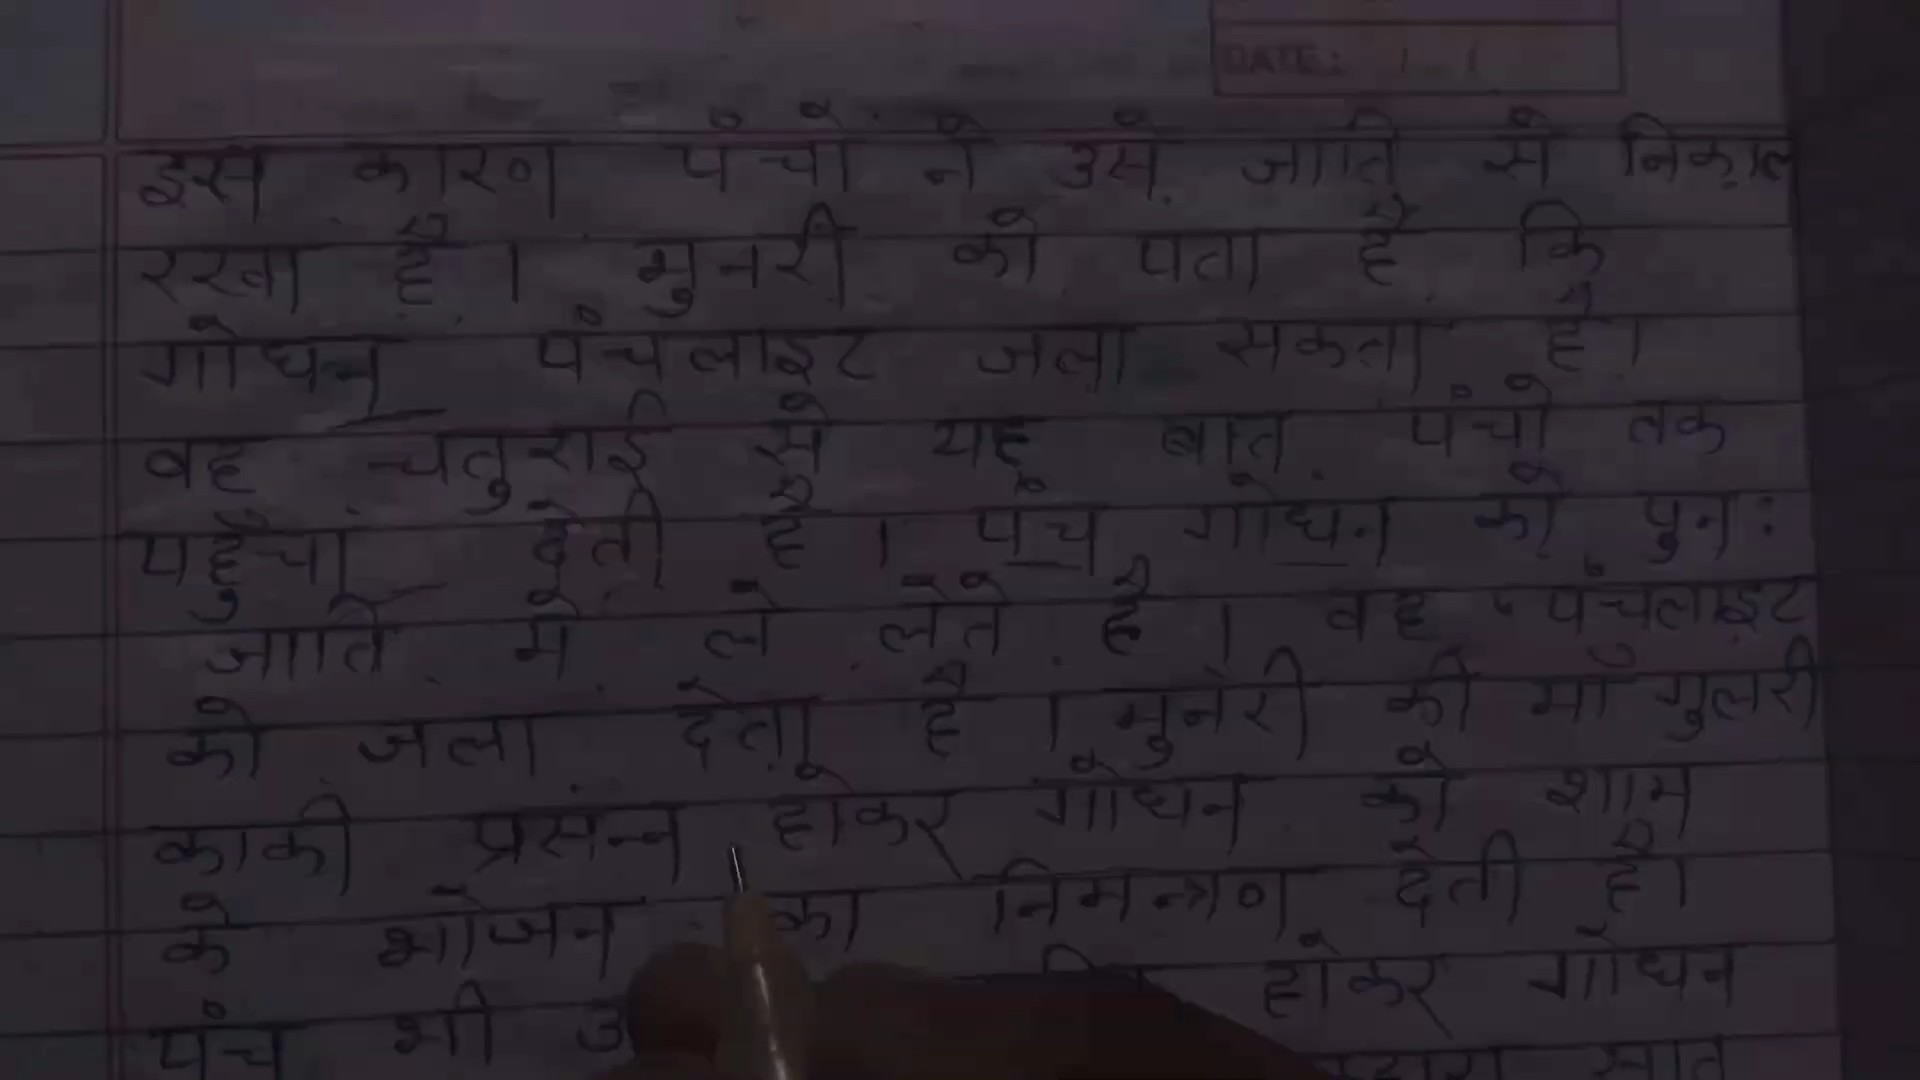 DATE: / /
इस कारण पंचों ने उसे जाति से निकाल
रखा है। मुनरी को पता है कि
गोधन पंचलाइट जला सकता है।
वह चतुराई से यह बात पंचों तक
पहुँचा देती है। पंच गोधन को पुनः
जाति में ले लेते हैं। वह पंचलाइट
को जला देता है। मुनरी की माँ गुलरी
काकी प्रसन्न होकर गोधन को शाम
के भोजन का निमन्त्रण देती है।
पंच भी होकर गोधन